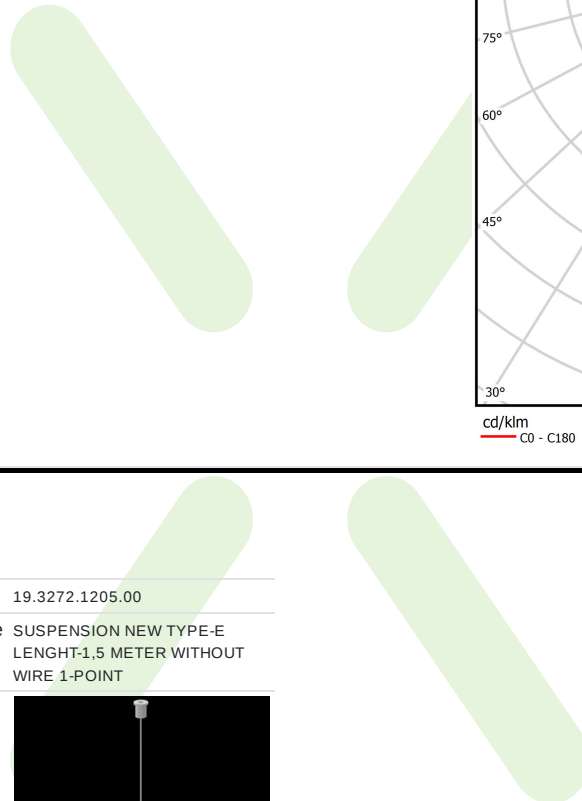 75°
60°
45°
30°
cd/klm
C0 - C180
19.3272.1205.00
e SUSPENSION NEW TYPE-E
LENGHT-1,5 METER WITHOUT
WIRE 1-POINT